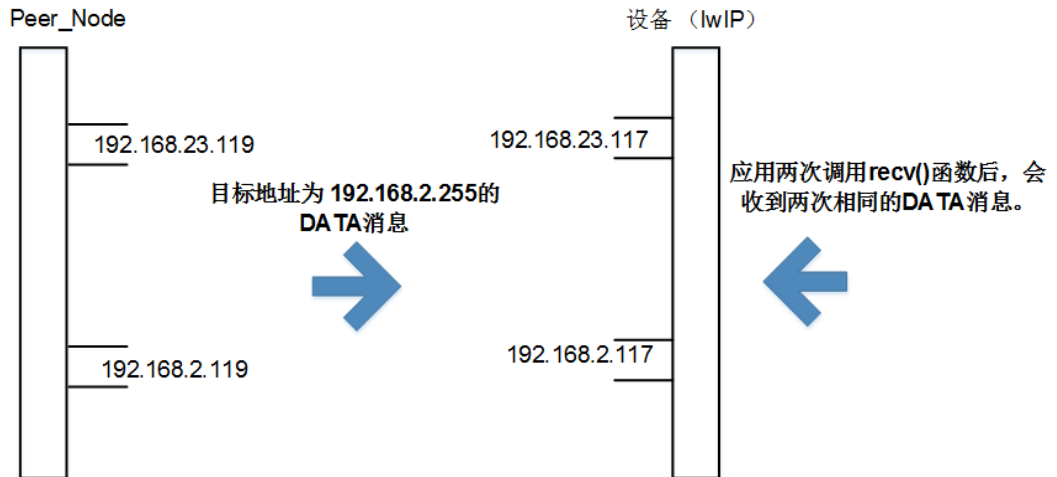 Peer_Node
设备 （lwIP）
192.168.23.119
192.168.23.117
目标地址为 192.168.2.255的
DATA消息
应用两次调用recv()函数后，会
收到两次相同的DATA消息。
192.168.2.119
192.168.2.117